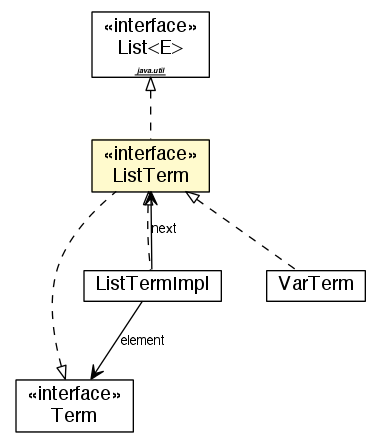 «interface»
List<E>
java.util
«interface»
ListTerm
next
ListTermImpl
VarTerm
element
«interface»
Term